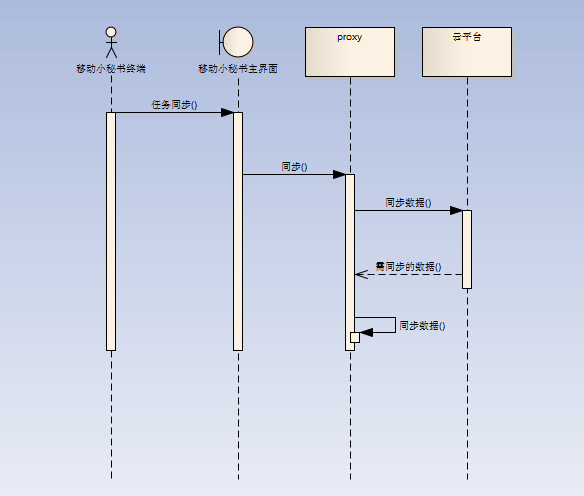 proxy
云平台
移动小秘书终端
移动小秘书主界面
任务同步()
同步()
同步数据()
需同步的数据()
同步数据()